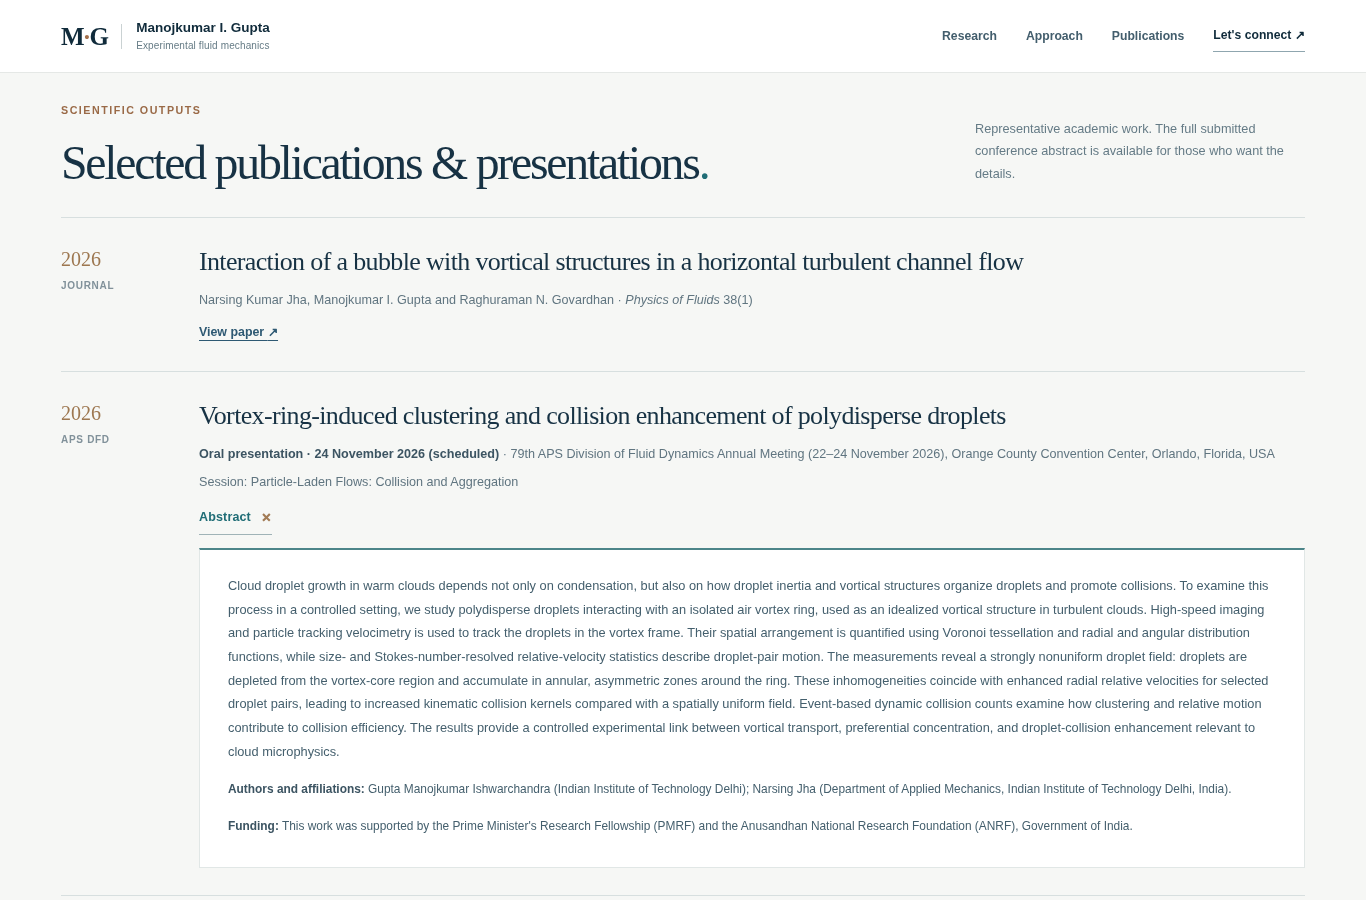 M·G
Manojkumar I. Gupta
Experimental fluid mechanics
Research
Approach
Publications
Let's connect ↗
SCIENTIFIC OUTPUTS
Selected publications & presentations.
Representative academic work. The full submitted
conference abstract is available for those who want the
details.
2026
JOURNAL
Interaction of a bubble with vortical structures in a horizontal turbulent channel flow
Narsing Kumar Jha, Manojkumar I. Gupta and Raghuraman N. Govardhan · Physics of Fluids 38(1)
View paper ↗
2026
APS DFD
Vortex-ring-induced clustering and collision enhancement of polydisperse droplets
Oral presentation · 24 November 2026 (scheduled) · 79th APS Division of Fluid Dynamics Annual Meeting (22–24 November 2026), Orange County Convention Center, Orlando, Florida, USA
Session: Particle-Laden Flows: Collision and Aggregation
Abstract ×
Cloud droplet growth in warm clouds depends not only on condensation, but also on how droplet inertia and vortical structures organize droplets and promote collisions. To examine this
process in a controlled setting, we study polydisperse droplets interacting with an isolated air vortex ring, used as an idealized vortical structure in turbulent clouds. High-speed imaging
and particle tracking velocimetry is used to track the droplets in the vortex frame. Their spatial arrangement is quantified using Voronoi tessellation and radial and angular distribution
functions, while size- and Stokes-number-resolved relative-velocity statistics describe droplet-pair motion. The measurements reveal a strongly nonuniform droplet field: droplets are
depleted from the vortex-core region and accumulate in annular, asymmetric zones around the ring. These inhomogeneities coincide with enhanced radial relative velocities for selected
droplet pairs, leading to increased kinematic collision kernels compared with a spatially uniform field. Event-based dynamic collision counts examine how clustering and relative motion
contribute to collision efficiency. The results provide a controlled experimental link between vortical transport, preferential concentration, and droplet-collision enhancement relevant to
cloud microphysics.
Authors and affiliations: Gupta Manojkumar Ishwarchandra (Indian Institute of Technology Delhi); Narsing Jha (Department of Applied Mechanics, Indian Institute of Technology Delhi, India).
Funding: This work was supported by the Prime Minister's Research Fellowship (PMRF) and the Anusandhan National Research Foundation (ANRF), Government of India.